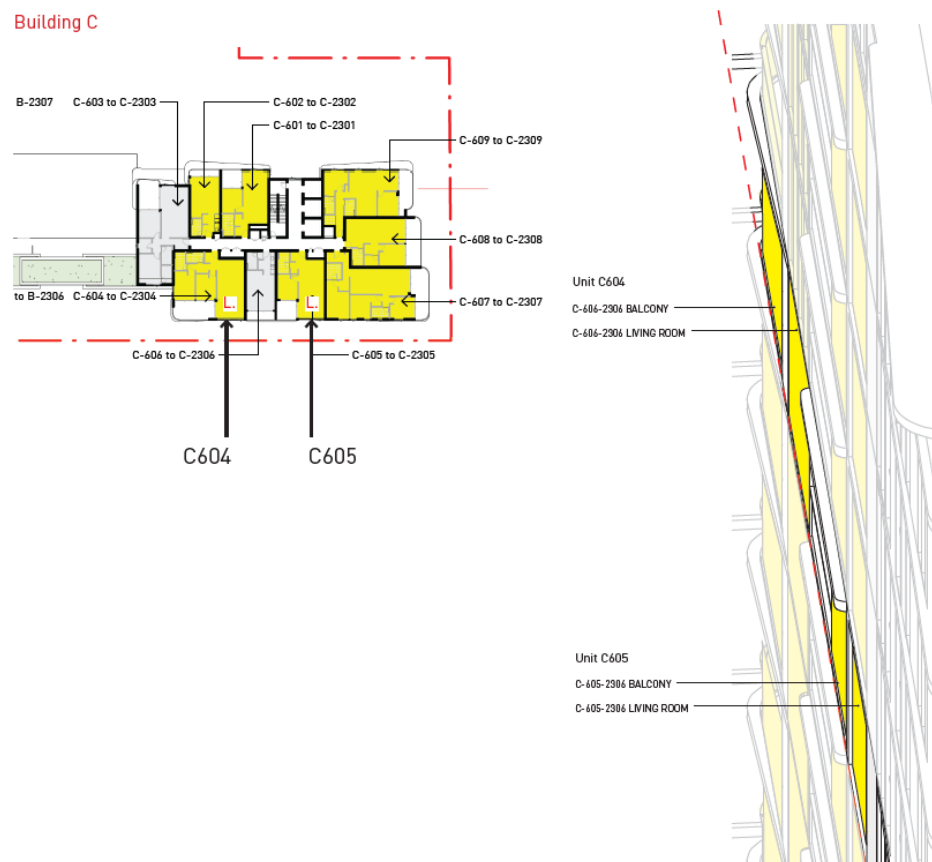 Building C
B-2307
C-603 to C-2303
C-602 to C-2302
C-601 to C-2301
C-609 to C-2309
C-608 to C-2308
to B-2306
C-604 to C-2304
C-607 to C-2307
C-606 to C-2306
C-605 to C-2305
C604
C605
Unit C604
C-606-2306 BALCONY
C-606-2306 LIVING ROOM
Unit C605
C-605-2306 BALCONY
C-605-2306 LIVING ROOM